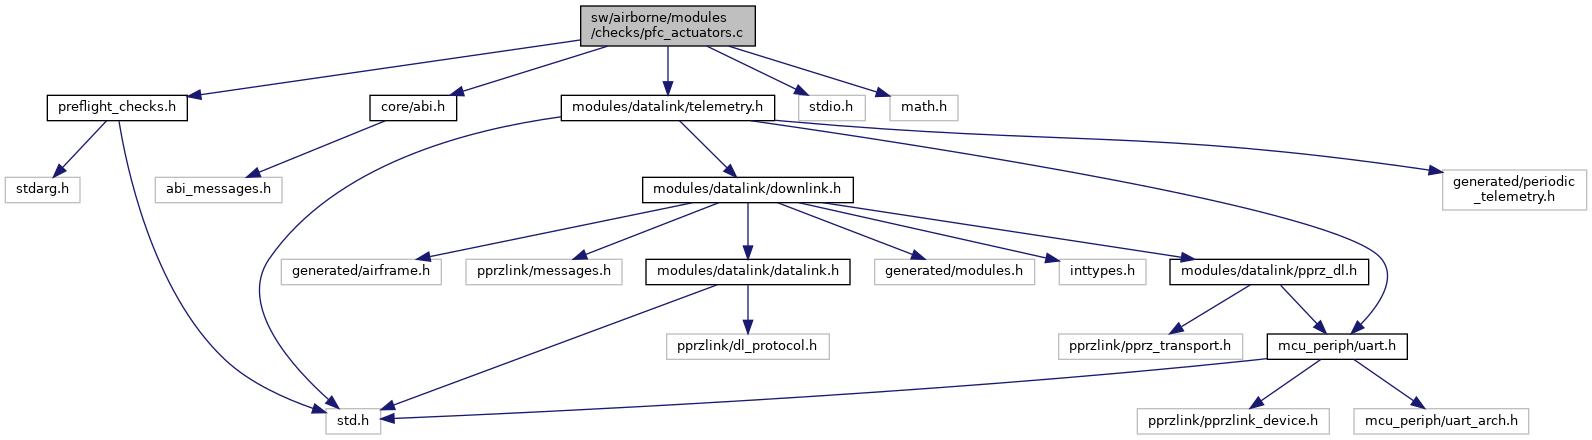 sw/airborne/modules
/checks/pfc_actuators.c
preflight_checks.h
core/abi.h
modules/datalink/telemetry.h
stdio.h
math.h
stdarg.h
abi_messages.h
modules/datalink/downlink.h
generated/periodic
_telemetry.h
generated/airframe.h
pprzlink/messages.h
modules/datalink/datalink.h
generated/modules.h
inttypes.h
modules/datalink/pprz_dl.h
pprzlink/dl_protocol.h
pprzlink/pprz_transport.h
mcu_periph/uart.h
std.h
pprzlink/pprzlink_device.h
mcu_periph/uart_arch.h